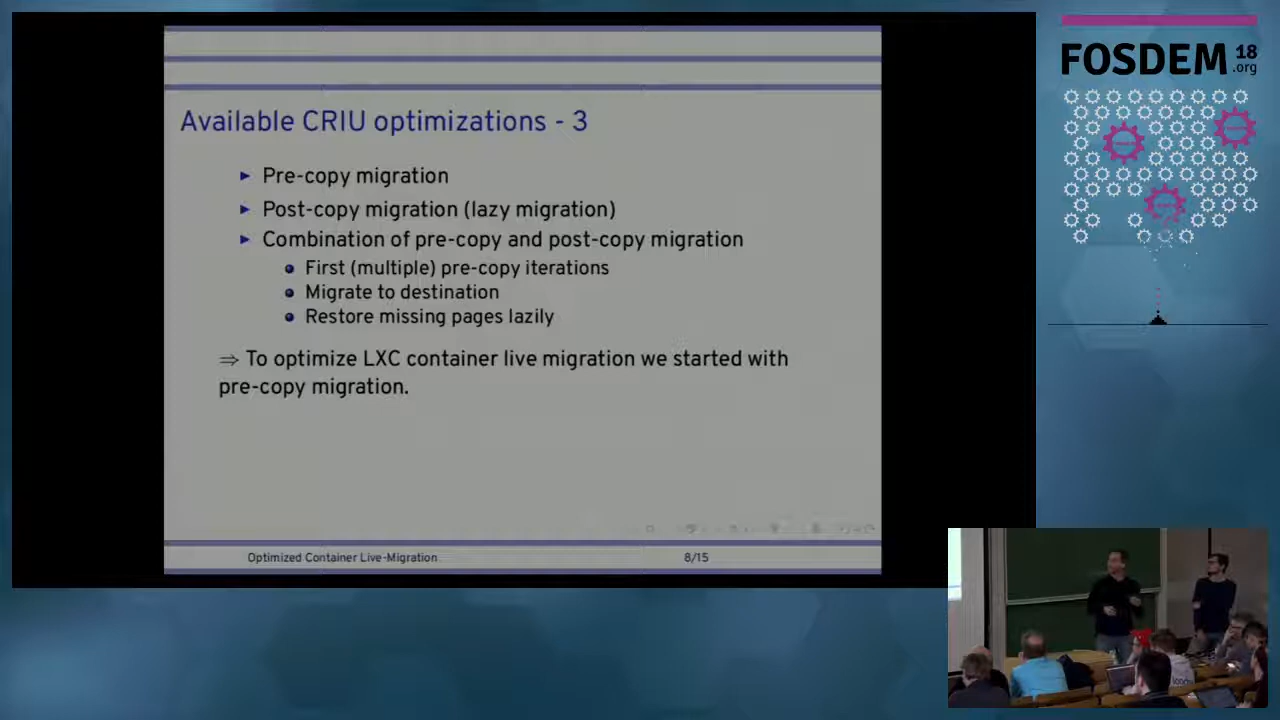 Available CRIU optimizations - 3
Pre-copy migration
Post-copy migration (lazy migration)
Combination of pre-copy and post-copy migration
First (multiple) pre-copy iterations
Migrate to destination
Restore missing pages lazily
⇒ To optimize LXC container live migration we started with
pre-copy migration.
Optimized Container Live-Migration
8/15
FOSDEM 18
.org